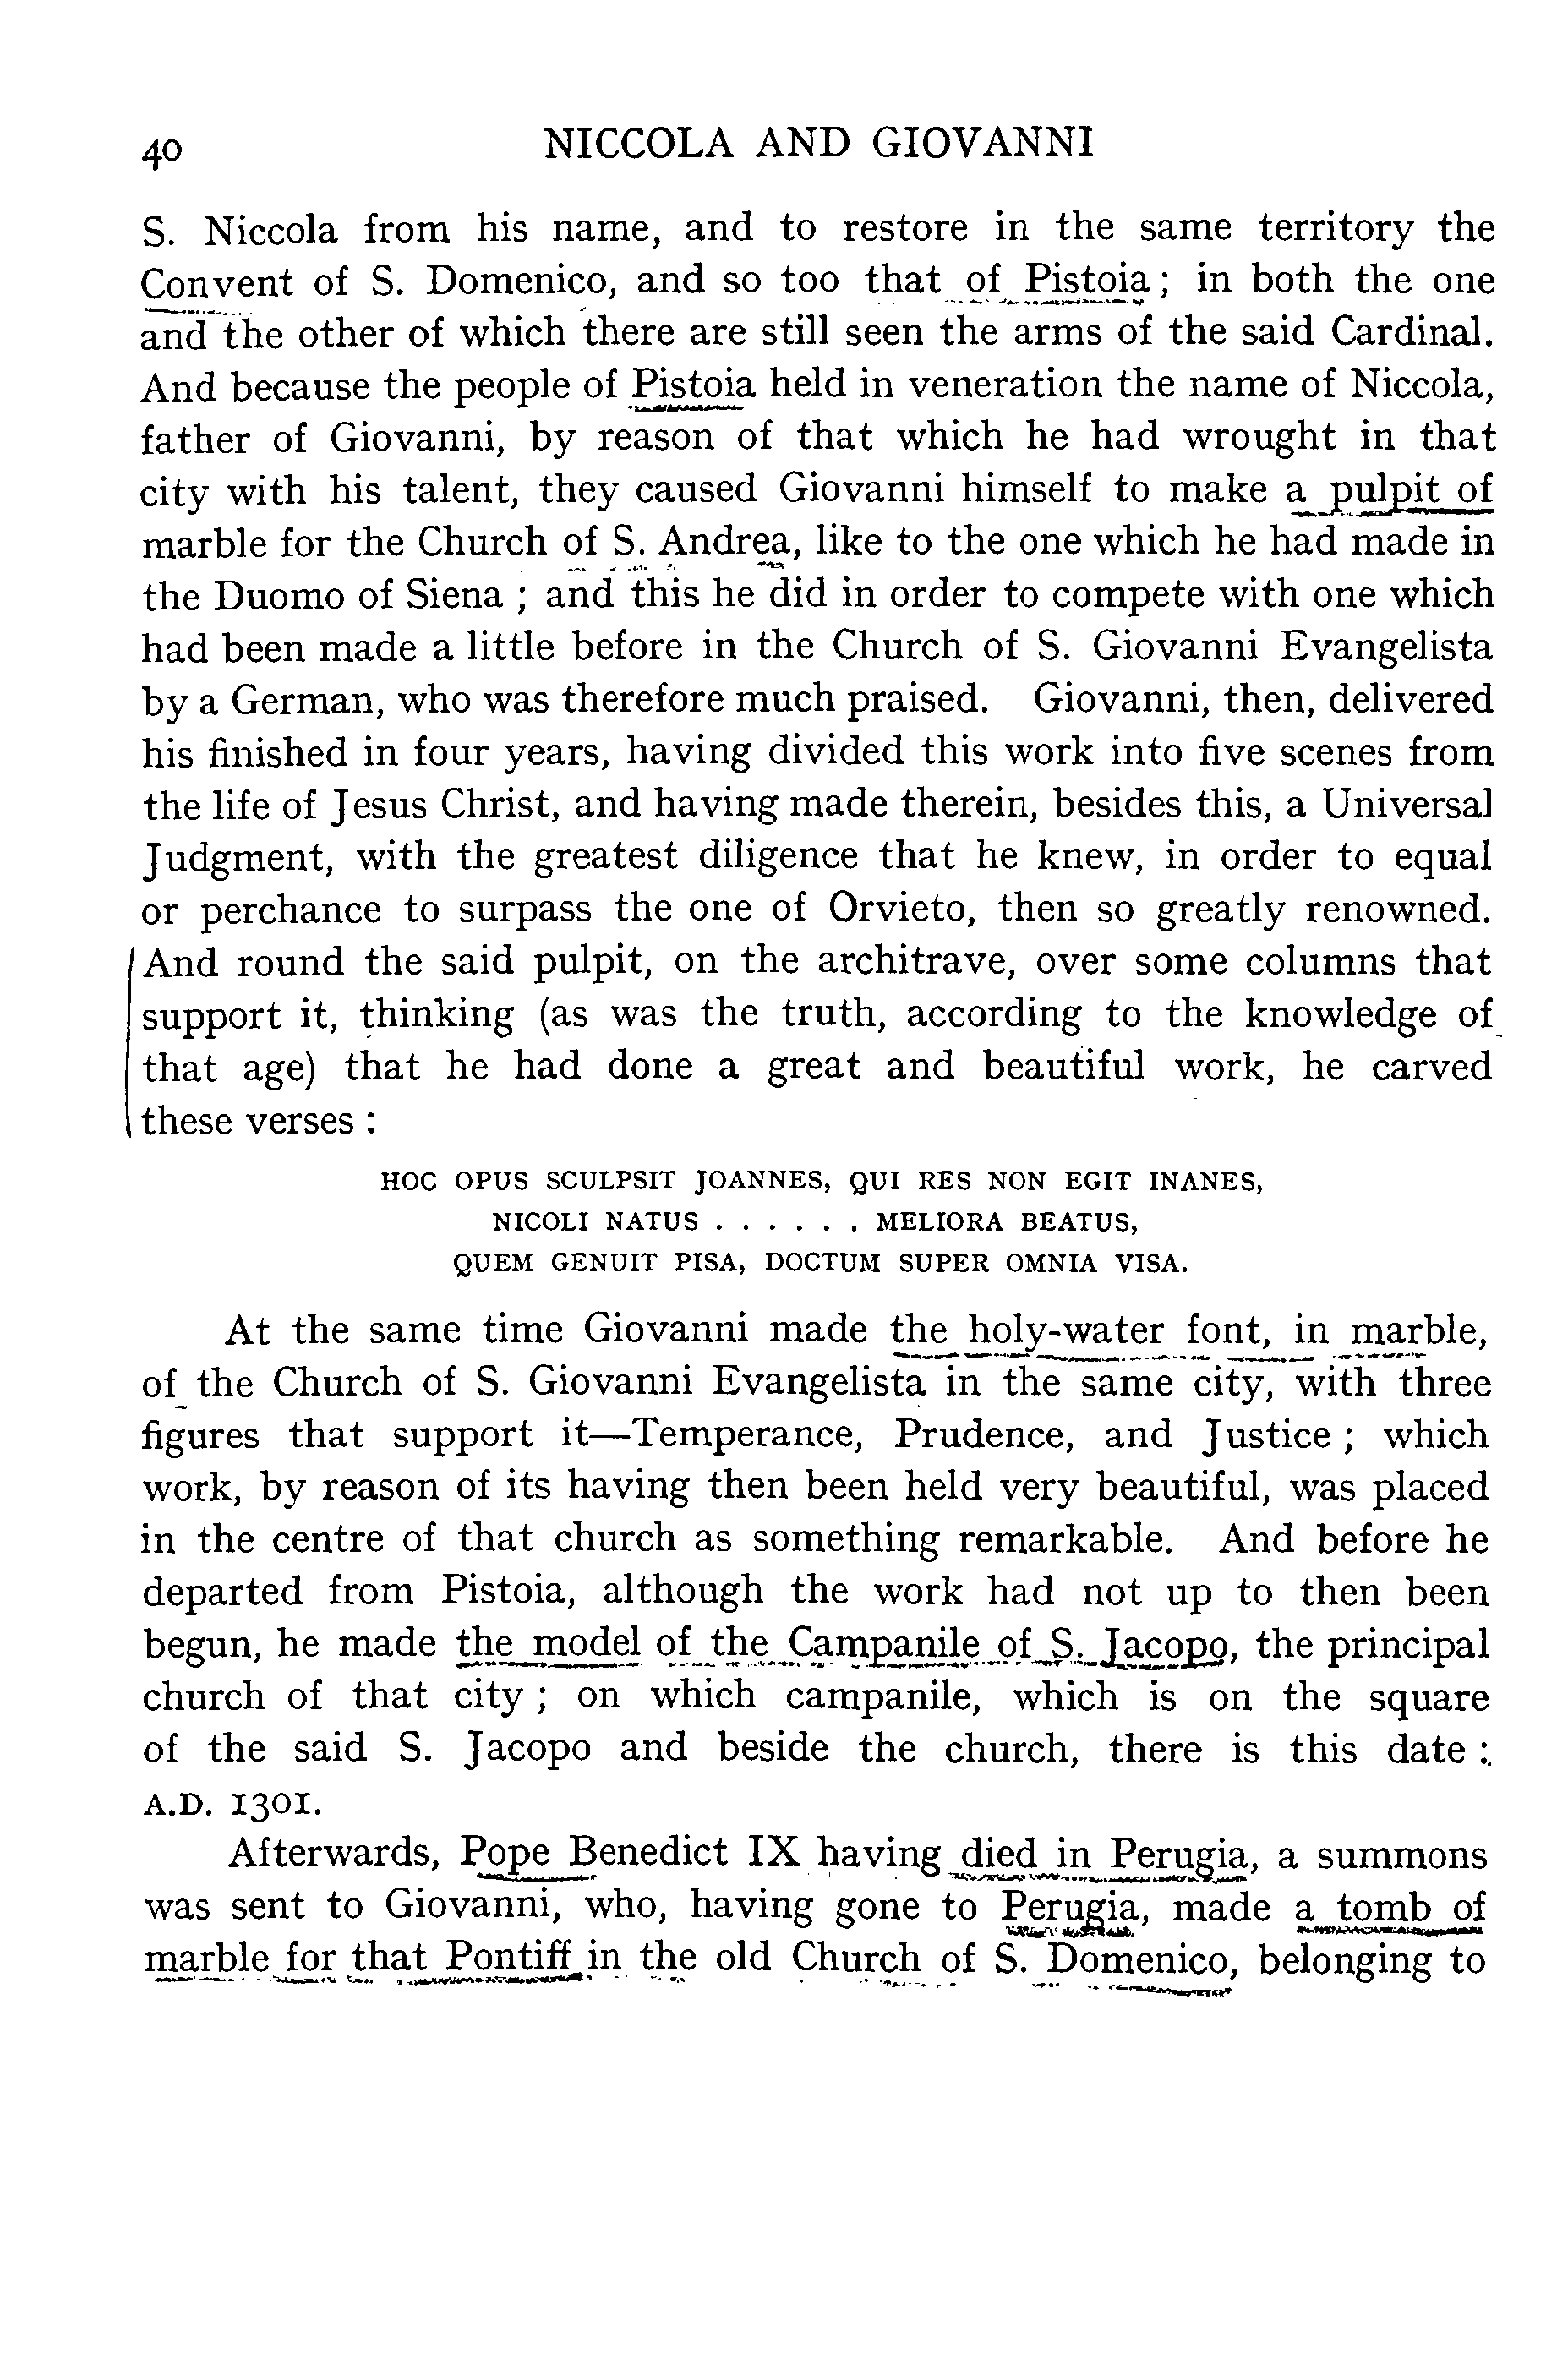 40
NICCOLA AND GIOVANNI
S. Niccola from his name, and to restore in the same territory the
Convent of S. Domenico, and so too that of Pistoia; in both the one
and the other of which there are still seen the arms of the said Cardinal.
And because the people of Pistoia held in veneration the name of Niccola,
father of Giovanni, by reason of that which he had wrought in that
city with his talent, they caused Giovanni himself to make a pulpit of
marble for the Church of S. Andrea, like to the one which he had made in
the Duomo of Siena ; and this he did in order to compete with one which
had been made a little before in the Church of S. Giovanni Evangelista
by a German, who was therefore much praised. Giovanni, then, delivered
his finished in four years, having divided this work into five scenes from
the life of Jesus Christ, and having made therein, besides this, a Universal
Judgment, with the greatest diligence that he knew, in order to equal
or perchance to surpass the one of Orvieto, then so greatly renowned.
And round the said pulpit, on the architrave, over some columns that
support it, thinking (as was the truth, according to the knowledge of
that age) that he had done a great and beautiful work, he carved
these verses :
HOC OPUS SCULPSIT JOANNES, QUI RES NON EGIT INANES,
NICOLI NATUS . . . . . . MELIORA BEATUS,
QUEM GENUIT PISA, DOCTUM SUPER OMNIA VISA.
At the same time Giovanni made the holy-water font, in marble,
of the Church of S. Giovanni Evangelista in the same city, with three
figures that support it—Temperance, Prudence, and Justice ; which
work, by reason of its having then been held very beautiful, was placed
in the centre of that church as something remarkable. And before he
departed from Pistoia, although the work had not up to then been
begun, he made the model of the Campanile of S. Jacopo, the principal
church of that city ; on which campanile, which is on the square
of the said S. Jacopo and beside the church, there is this date :
A.D. 1301.
Afterwards, Pope Benedict IX having died in Perugia, a summons
was sent to Giovanni, who, having gone to Perugia, made a tomb of
marble for that Pontiff in the old Church of S. Domenico, belonging to